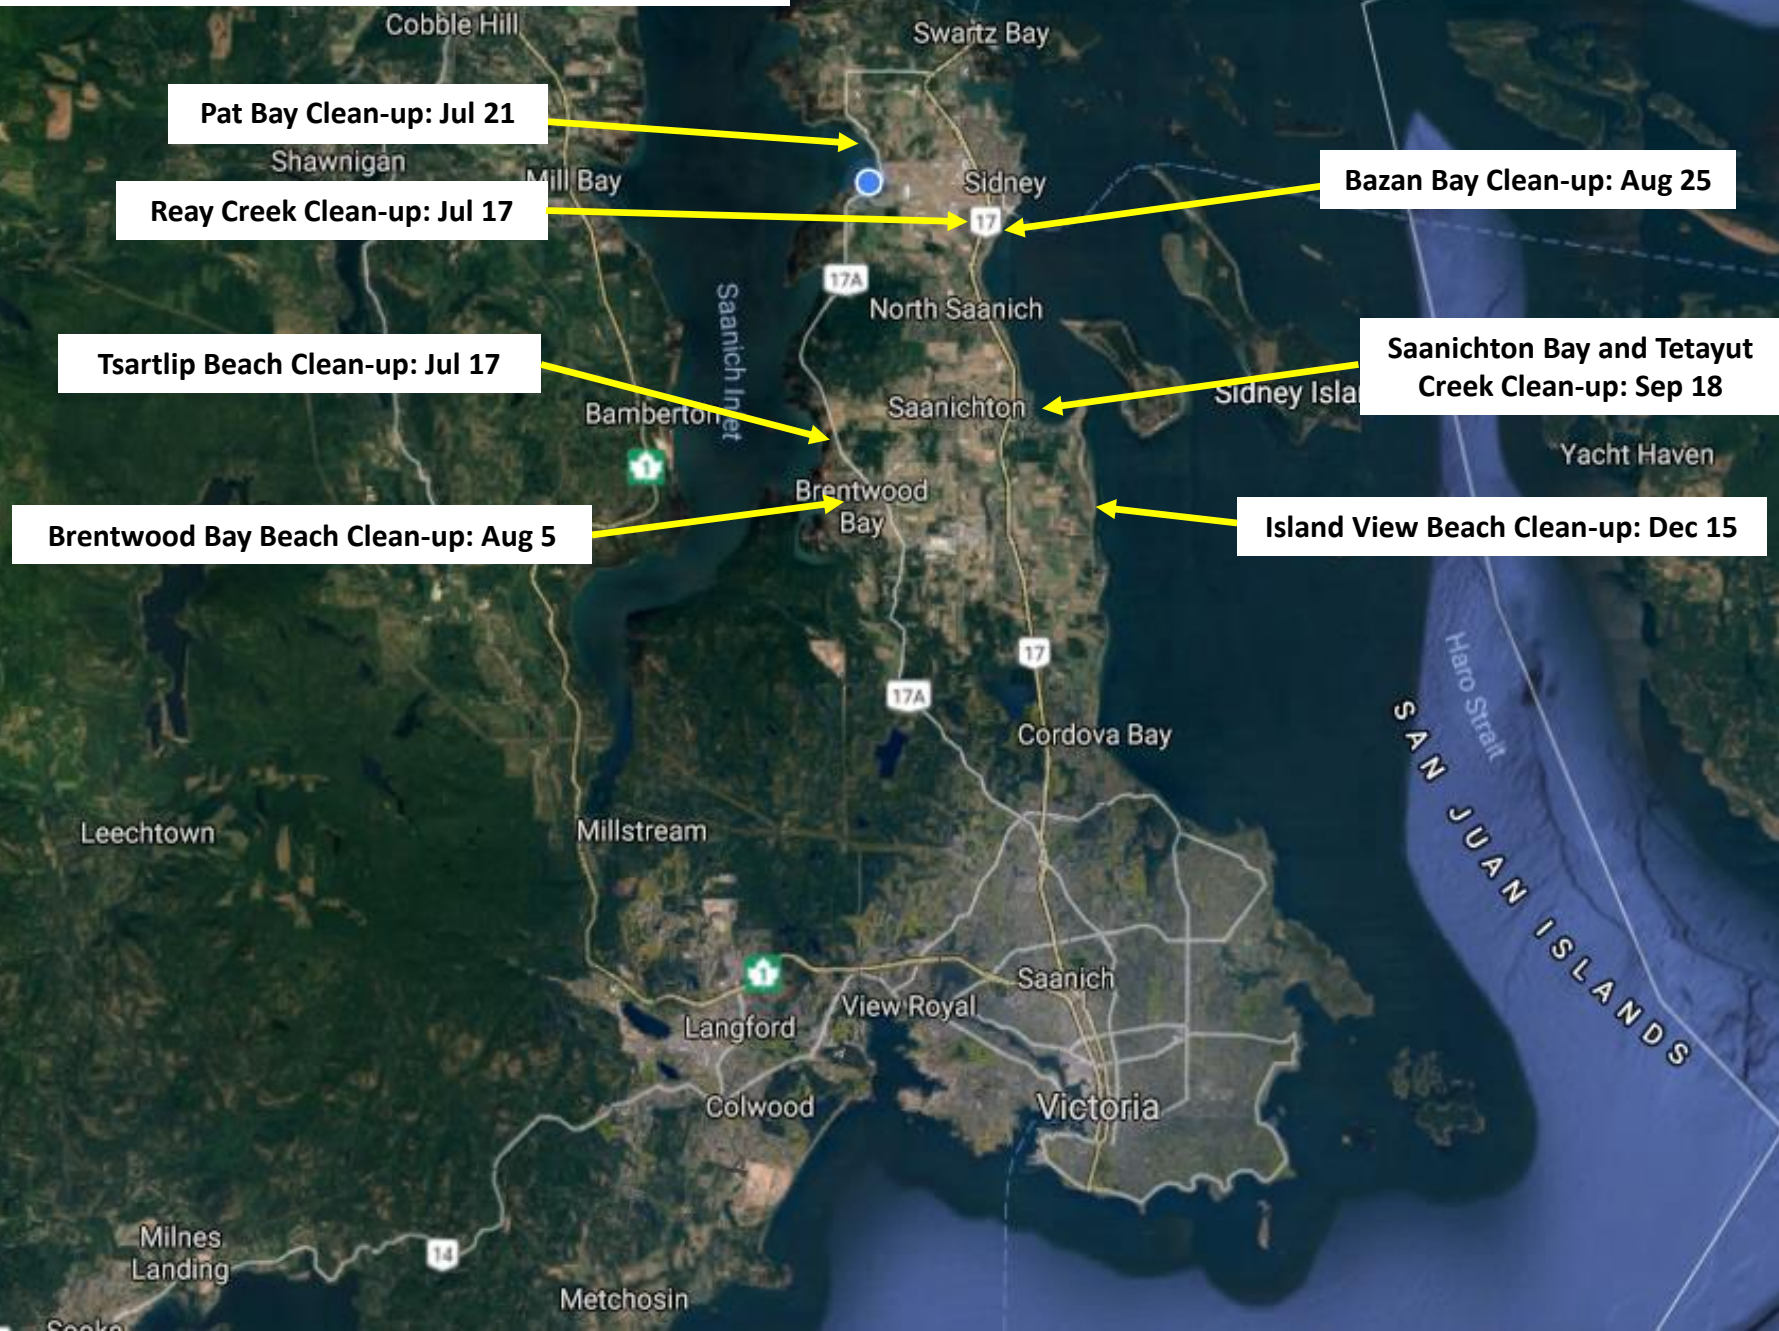 Cobble Hill
Swartz Bay
Pat Bay Clean-up: Jul 21
Shawnigan
Mill Bay
Sidney
Bazan Bay Clean-up: Aug 25
Reay Creek Clean-up: Jul 17
17
17A
Saanich Inlet
North Saanich
Tsartlip Beach Clean-up: Jul 17
Saanichton Bay and Tetayut
Creek Clean-up: Sep 18
Sidney Isla
Bamberton
Saanichton
1
Yacht Haven
Brentwood
Bay
Brentwood Bay Beach Clean-up: Aug 5
Island View Beach Clean-up: Dec 15
17
17A
Haro Strait
SAN JUAN ISLANDS
Cordova Bay
Leechtown
Millstream
1
Saanich
View Royal
Langford
Colwood
Victoria
Milnes
Landing
14
Metchosin